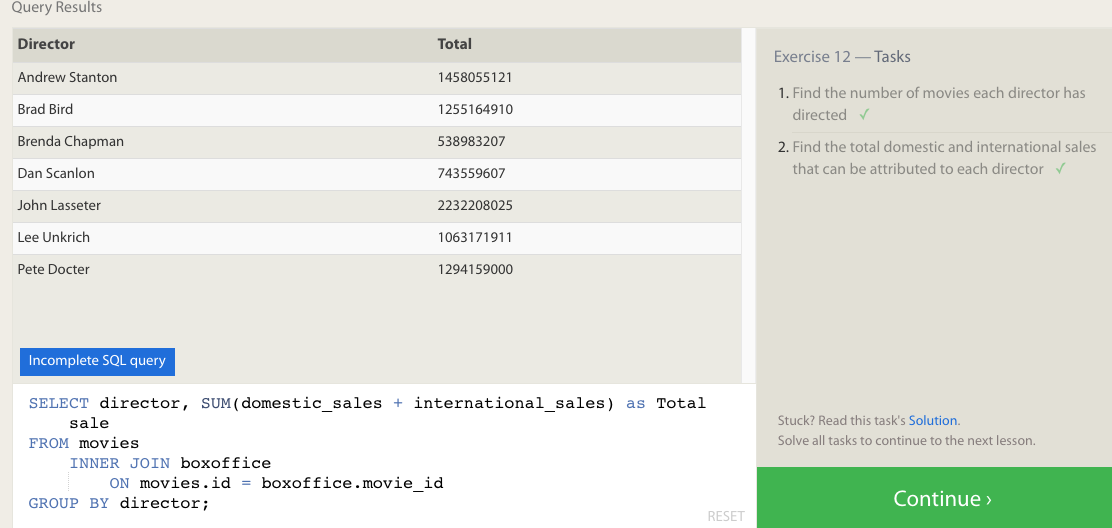 Query Results
Director Total
Andrew Stanton 1458055121
Brad Bird 1255164910
Brenda Chapman 538983207
Dan Scanlon 743559607
John Lasseter 2232208025
Lee Unkrich 1063171911
Pete Docter 1294159000
Incomplete SQL query
SELECT director, SUM(domestic_sales + international_sales) as Total
sale
FROM movies
INNER JOIN boxoffice
ON movies.id = boxoffice.movie_id
GROUP BY director;
RESET
Exercise 12 — Tasks
1. Find the number of movies each director has
directed ✓
2. Find the total domestic and international sales
that can be attributed to each director ✓
Stuck? Read this task's Solution.
Solve all tasks to continue to the next lesson.
Continue ›